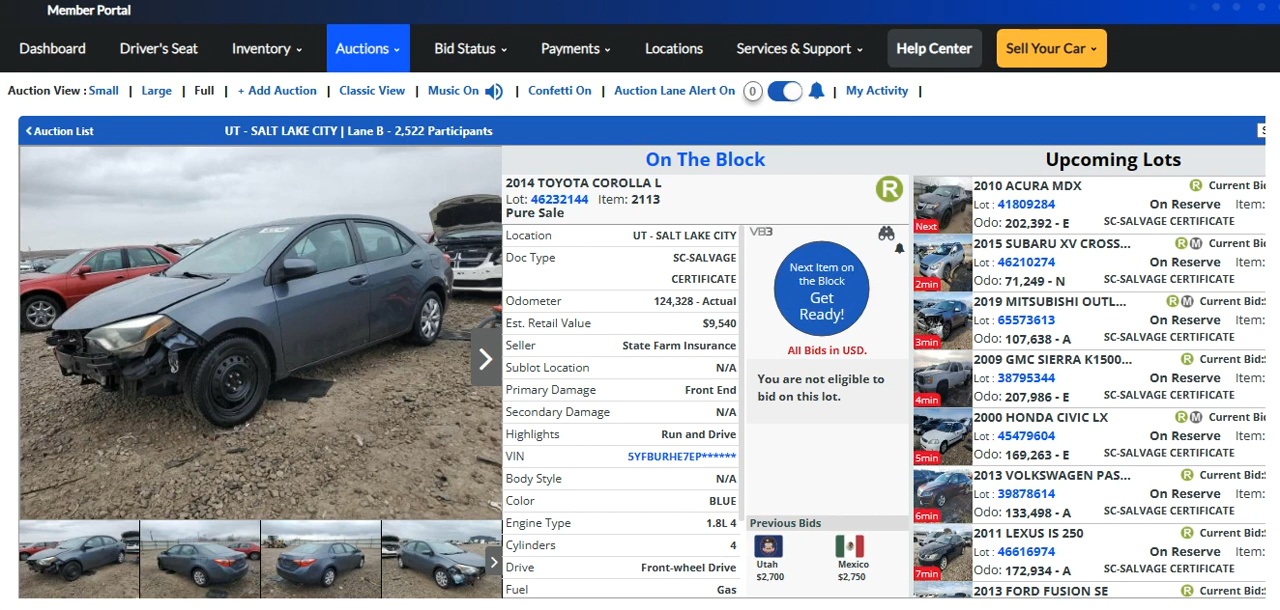 Member Portal
Dashboard Driver's Seat Inventory Auctions Bid Status Payments Locations Services & Support Help Center Sell Your Car
Auction View : Small | Large | Full | + Add Auction | Classic View | Music On | Confetti On | Auction Lane Alert On 0 | My Activity |
Auction List UT - SALT LAKE CITY | Lane B - 2,522 Participants
On The Block
2014 TOYOTA COROLLA L
Lot: 46232144 Item: 2113
Pure Sale
R
Location UT - SALT LAKE CITY
Doc Type SC-SALVAGE
CERTIFICATE
Odometer 124,328 - Actual
Est. Retail Value $9,540
Seller State Farm Insurance
Sublot Location N/A
Primary Damage Front End
Secondary Damage N/A
Highlights Run and Drive
VIN 5YFBURHE7EP******
Body Style N/A
Color BLUE
Engine Type 1.8L 4
Cylinders 4
Drive Front-wheel Drive
Fuel Gas
VB3
Next Item on
the Block
Get
Ready!
All Bids in USD.
You are not eligible to
bid on this lot.
Previous Bids
Utah Mexico
$2,700 $2,750
Upcoming Lots
2010 ACURA MDX R Current Bi
Lot : 41809284 On Reserve Item:
Next Odo: 202,392 - E SC-SALVAGE CERTIFICATE
2015 SUBARU XV CROSS... R M Current Bi
Lot : 46210274 On Reserve Item:
2min Odo: 71,249 - N SC-SALVAGE CERTIFICATE
2019 MITSUBISHI OUTL... R M Current Bid:
Lot : 65573613 On Reserve Item:
3min Odo: 107,638 - A SC-SALVAGE CERTIFICATE
2009 GMC SIERRA K1500... R Current Bid:
Lot : 38795344 On Reserve Item:
4min Odo: 207,986 - E SC-SALVAGE CERTIFICATE
2000 HONDA CIVIC LX R M Current Bi
Lot : 45479604 On Reserve Item:
5min Odo: 169,263 - E SC-SALVAGE CERTIFICATE
2013 VOLKSWAGEN PAS... R Current Bid:
Lot : 39878614 On Reserve Item:
6min Odo: 133,498 - A SC-SALVAGE CERTIFICATE
2011 LEXUS IS 250 R Current Bid:
Lot : 46616974 On Reserve Item:
7min Odo: 172,934 - A SC-SALVAGE CERTIFICATE
2013 FORD FUSION SE R Current Bid: